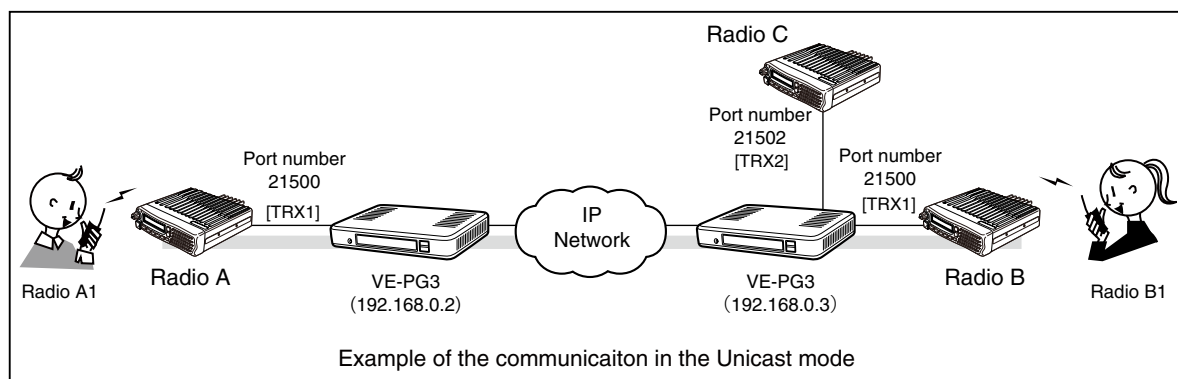 Radio C
Port number
21502
[TRX2]
Port number
21500
[TRX1]
Port number
21500
[TRX1]
IP
Network
Radio A1
Radio A
VE-PG3
(192.168.0.2)
VE-PG3
(192.168.0.3)
Radio B
Radio B1
Example of the communicaiton in the Unicast mode